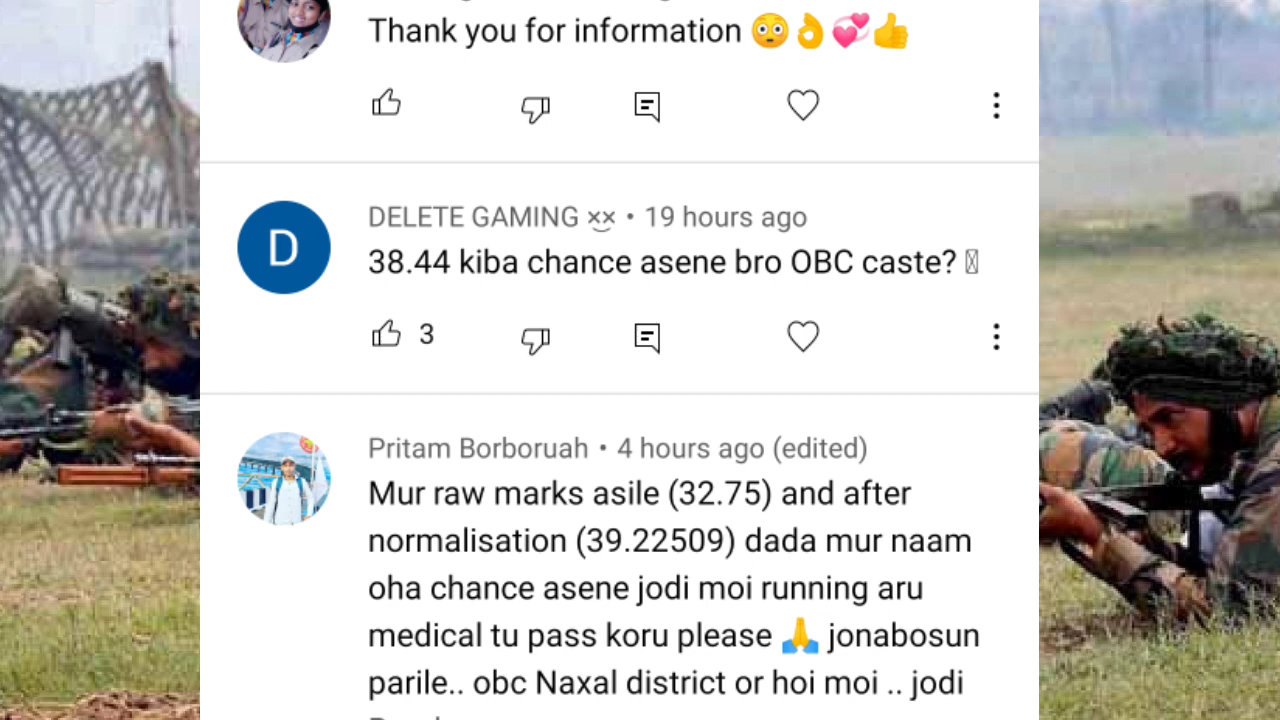 Thank you for information 😳👌💞👍
DELETE GAMING ×͜× • 19 hours ago
38.44 kiba chance asene bro OBC caste?
3
Pritam Borboruah • 4 hours ago (edited)
Mur raw marks asile (32.75) and after
normalisation (39.22509) dada mur naam
oha chance asene jodi moi running aru
medical tu pass koru please 🙏 jonabosun
parile.. obc Naxal district or hoi moi .. jodi